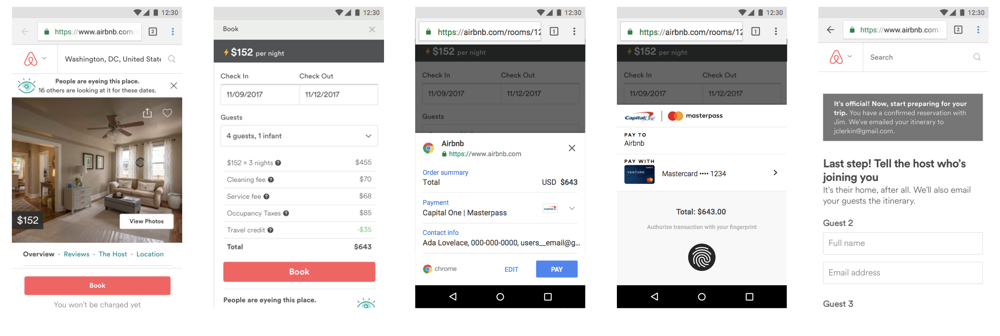 12:30
https://www.airbnb.com/
2
Washington, DC, United State
People are eyeing this place.
16 others are looking at it for these dates.
$152
View Photos
Overview · Reviews · The Host · Location
Book
You won't be charged yet
12:30
Book
$152 per night
Check In Check Out
11/09/2017 11/12/2017
Guests
4 guests, 1 infant
$152 × 3 nights $455
Cleaning fee $70
Service fee $68
Occupancy Taxes $85
Travel credit -$35
Total $643
Book
People are eyeing this place.
12:30
https://airbnb.com/rooms/12
1
$152 per night
Check In Check Out
11/09/2017 11/12/2017
Guests
Airbnb
https://www.airbnb.com
Order summary
Total USD $643
Payment
Capital One | Masterpass
CapitalOne
Contact info
Ada Lovelace, 000-000-0000, users__email@g...
chrome EDIT PAY
12:30
https://airbnb.com/rooms/12
1
$152 per night
Check In Check Out
11/09/2017 11/12/2017
CapitalOne masterpass
PAY TO
Airbnb
PAY WITH
VENTURE
Mastercard •••• 1234
Total: $643.00
Authorize transaction with your fingerprint
12:30
https://www.airbnb.com/
2
Search
It's official! Now, start preparing for your
trip. You have a confirmed reservation with
Jim. We've emailed your itinerary to
jclerkin@gmail.com.
Last step! Tell the host who's
joining you
It's their home, after all. We'll also email
your guests the itinerary.
Guest 2
Full name
Email address
Guest 3